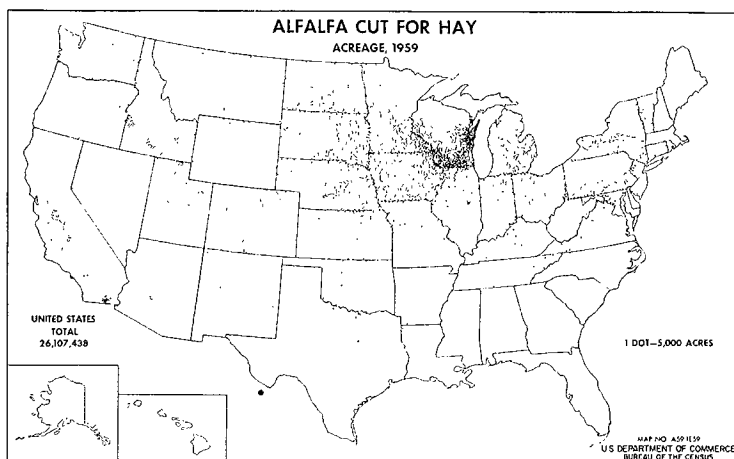 ALFALFA CUT FOR HAY
ACREAGE, 1959
UNITED STATES
TOTAL
26,107,438
1 DOT—5,000 ACRES
MAP NO. A59 IE59
U S DEPARTMENT OF COMMERCE
BUREAU OF THE CENSUS